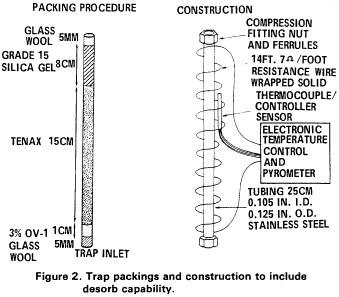 PACKING PROCEDURE
GLASS WOOL 5MM
GRADE 15 SILICA GEL 8CM
TENAX 15CM
3% OV-1 1CM
GLASS WOOL 5MM
TRAP INLET
CONSTRUCTION
COMPRESSION
FITTING NUT
AND FERRULES
14FT. 7Ω/FOOT
RESISTANCE WIRE
WRAPPED SOLID
THERMOCOUPLE/
CONTROLLER
SENSOR
ELECTRONIC
TEMPERATURE
CONTROL
AND
PYROMETER
TUBING 25CM
0.105 IN. I.D.
0.125 IN. O.D.
STAINLESS STEEL
Figure 2. Trap packings and construction to include
desorb capability.